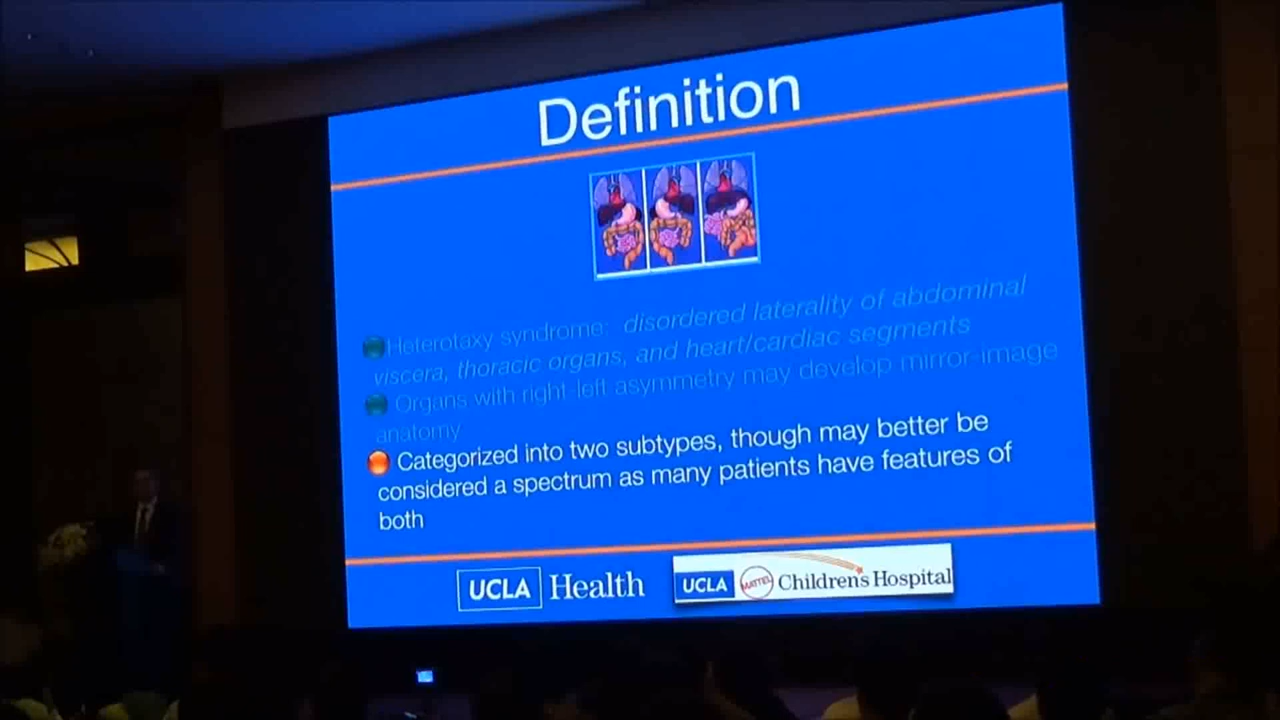 Definition
Heterotaxy syndrome: disordered laterality of abdominal
viscera, thoracic organs, and heart/cardiac segments
Organs with right-left asymmetry may develop mirror-image
anatomy
Categorized into two subtypes, though may better be
considered a spectrum as many patients have features of
both
UCLA Health
UCLA MATTEL Children's Hospital